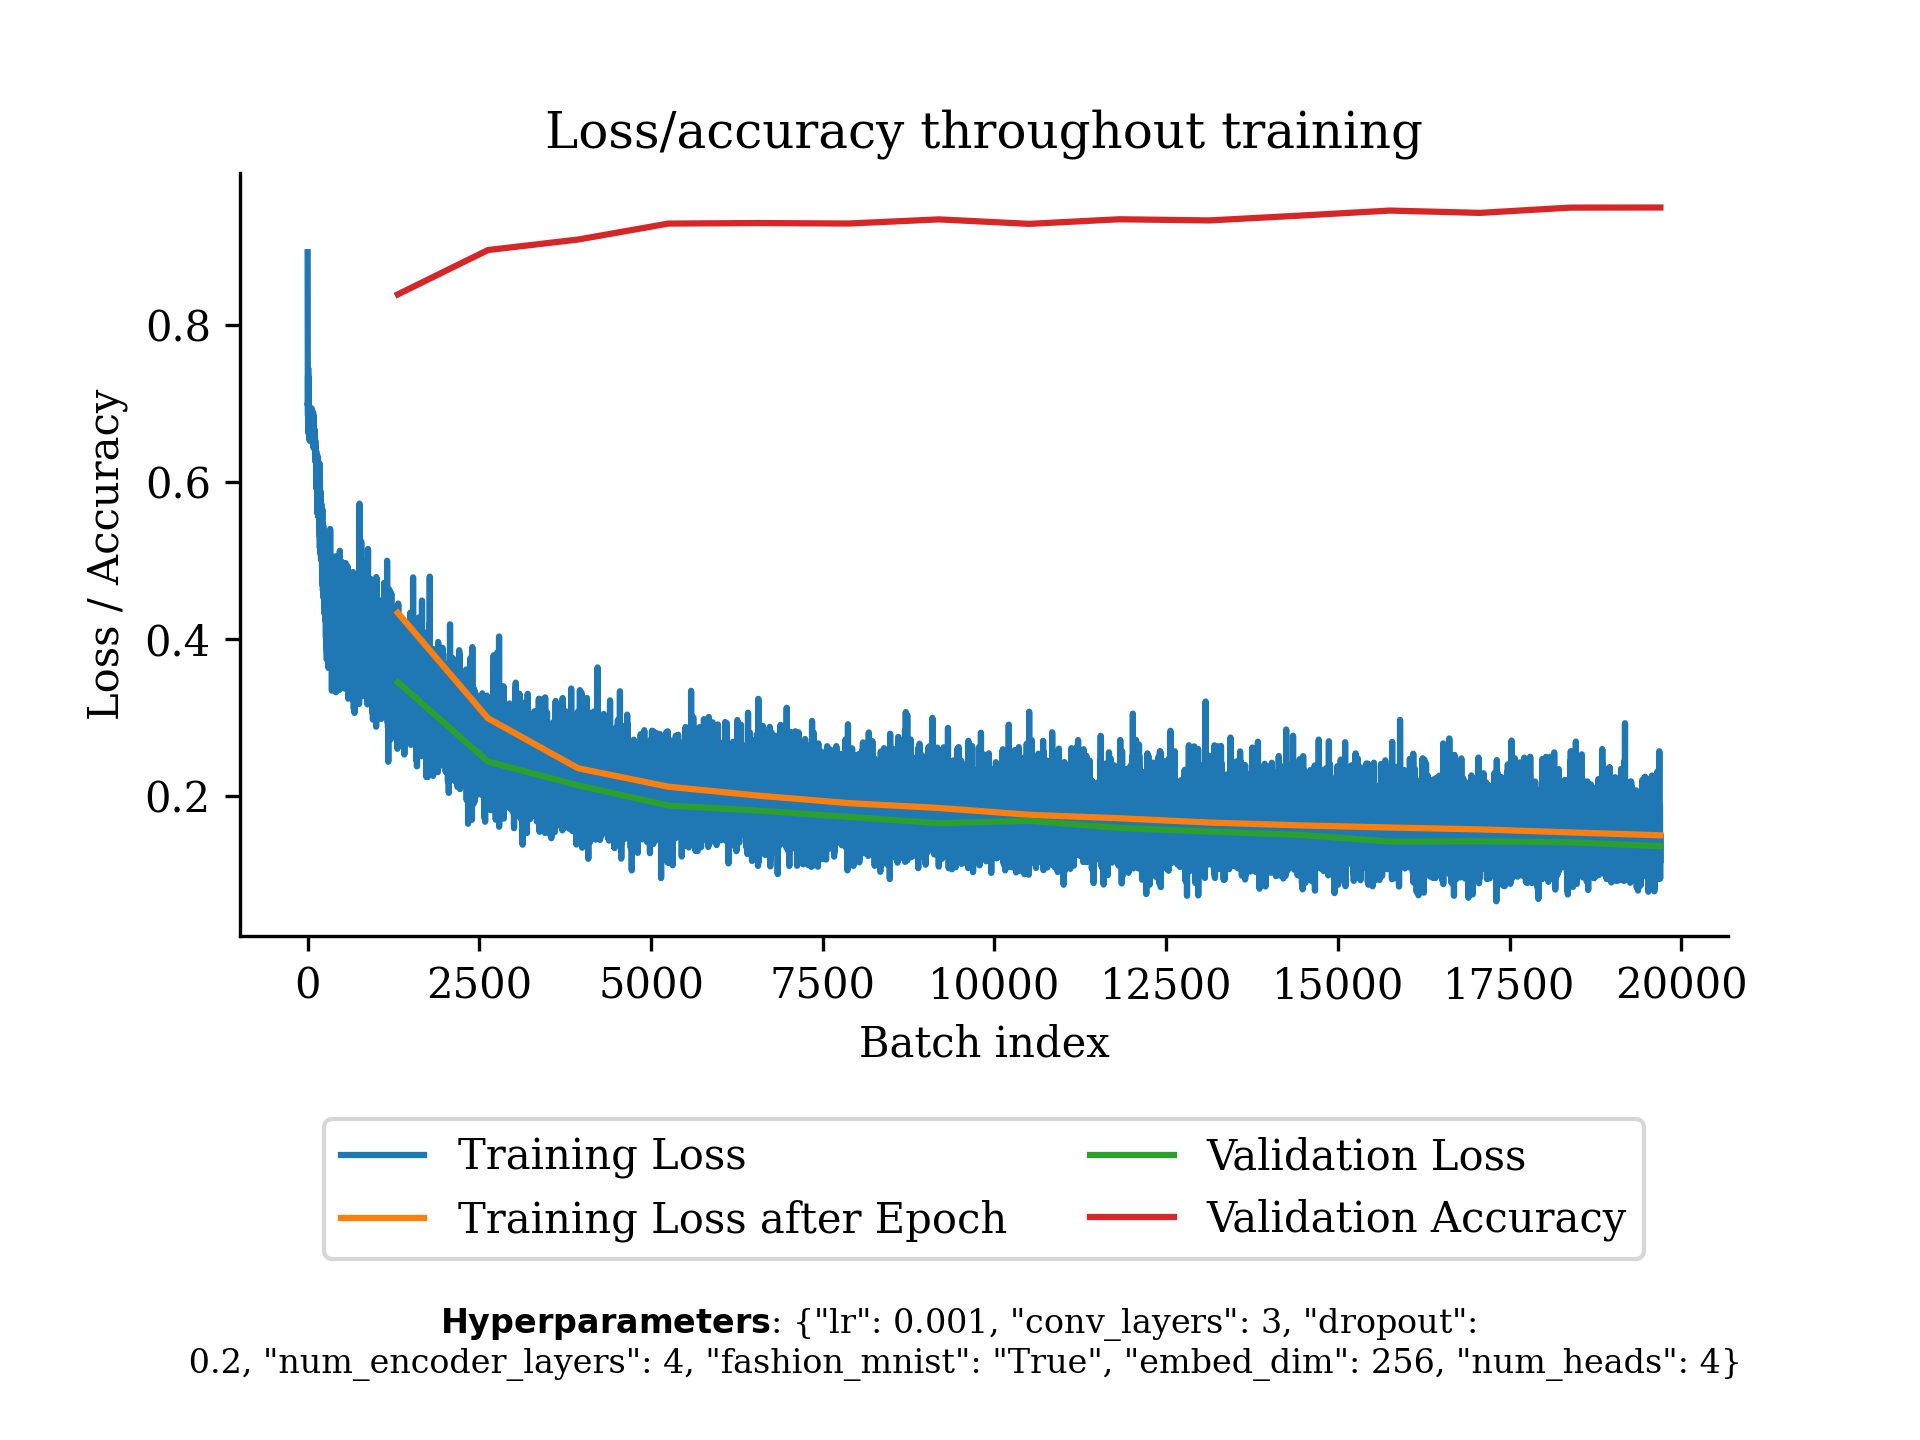 Loss/accuracy throughout training
Loss / Accuracy
0.8
0.6
0.4
0.2
0 2500 5000 7500 10000 12500 15000 17500 20000
Batch index
Training Loss
Training Loss after Epoch
Validation Loss
Validation Accuracy
Hyperparameters: {"lr": 0.001, "conv_layers": 3, "dropout":
0.2, "num_encoder_layers": 4, "fashion_mnist": "True", "embed_dim": 256, "num_heads": 4}